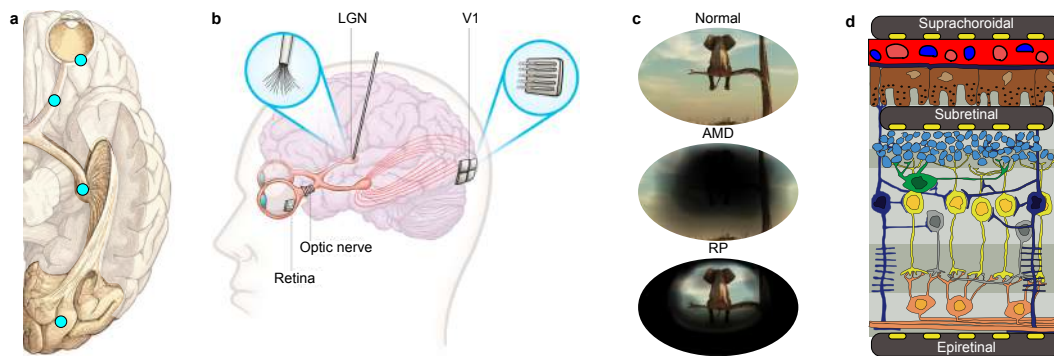 a
b
LGN
V1
Optic nerve
Retina
c
Normal
AMD
RP
d
Suprachoroidal
Subretinal
Epiretinal